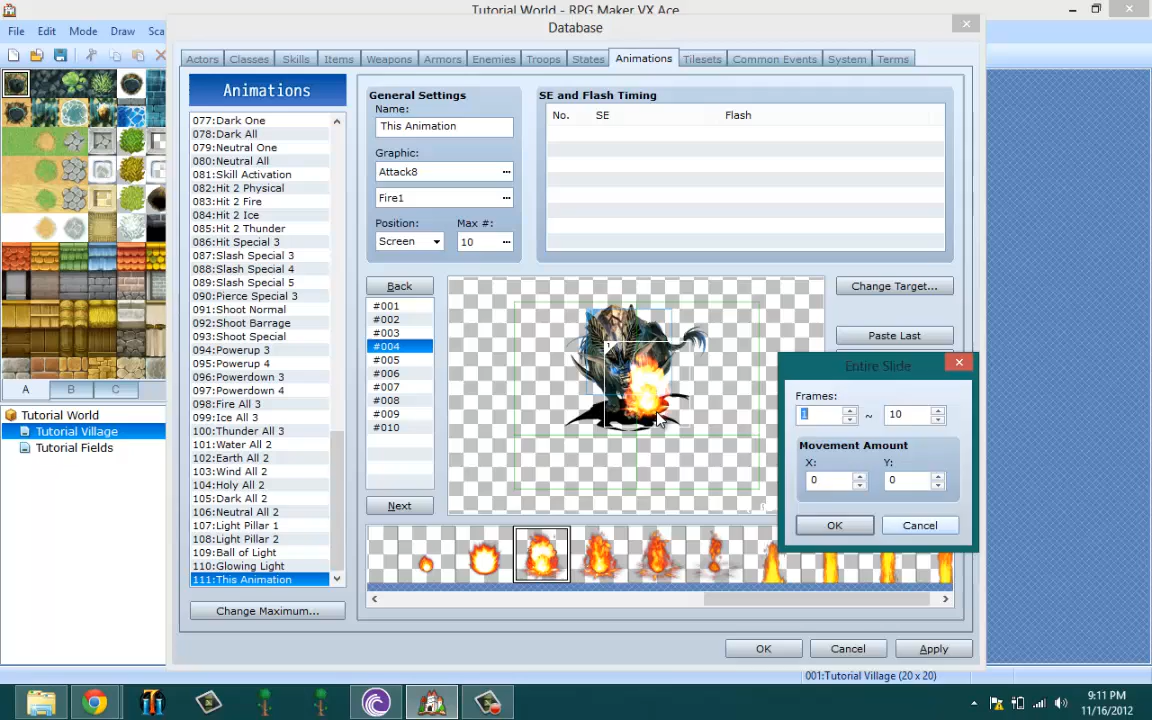 Tutorial World - RPG Maker VX Ace
File Edit Mode Draw Sca
Database
Actors Classes Skills Items Weapons Armors Enemies Troops States Animations Tilesets Common Events System Terms
Animations
077:Dark One
078:Dark All
079:Neutral One
080:Neutral All
081:Skill Activation
082:Hit 2 Physical
083:Hit 2 Fire
084:Hit 2 Ice
085:Hit 2 Thunder
086:Hit Special 3
087:Slash Special 3
088:Slash Special 4
089:Slash Special 5
090:Pierce Special 3
091:Shoot Normal
092:Shoot Barrage
093:Shoot Special
094:Powerup 3
095:Powerup 4
096:Powerdown 3
097:Powerdown 4
098:Fire All 3
099:Ice All 3
100:Thunder All 3
101:Water All 2
102:Earth All 2
103:Wind All 2
104:Holy All 2
105:Dark All 2
106:Neutral All 2
107:Light Pillar 1
108:Light Pillar 2
109:Ball of Light
110:Glowing Light
111:This Animation
Change Maximum...
General Settings
Name:
This Animation
Graphic:
Attack8
Fire1
Position: Max #:
Screen 10
SE and Flash Timing
No. SE Flash
Back
#001
#002
#003
#004
#005
#006
#007
#008
#009
#010
Next
1
Change Target...
Paste Last
Entire Slide
Frames:
1 ~ 10
Movement Amount
X: Y:
0 0
OK Cancel
OK Cancel Apply
A B C
Tutorial World
Tutorial Village
Tutorial Fields
001:Tutorial Village (20 x 20)
9:11 PM
11/16/2012